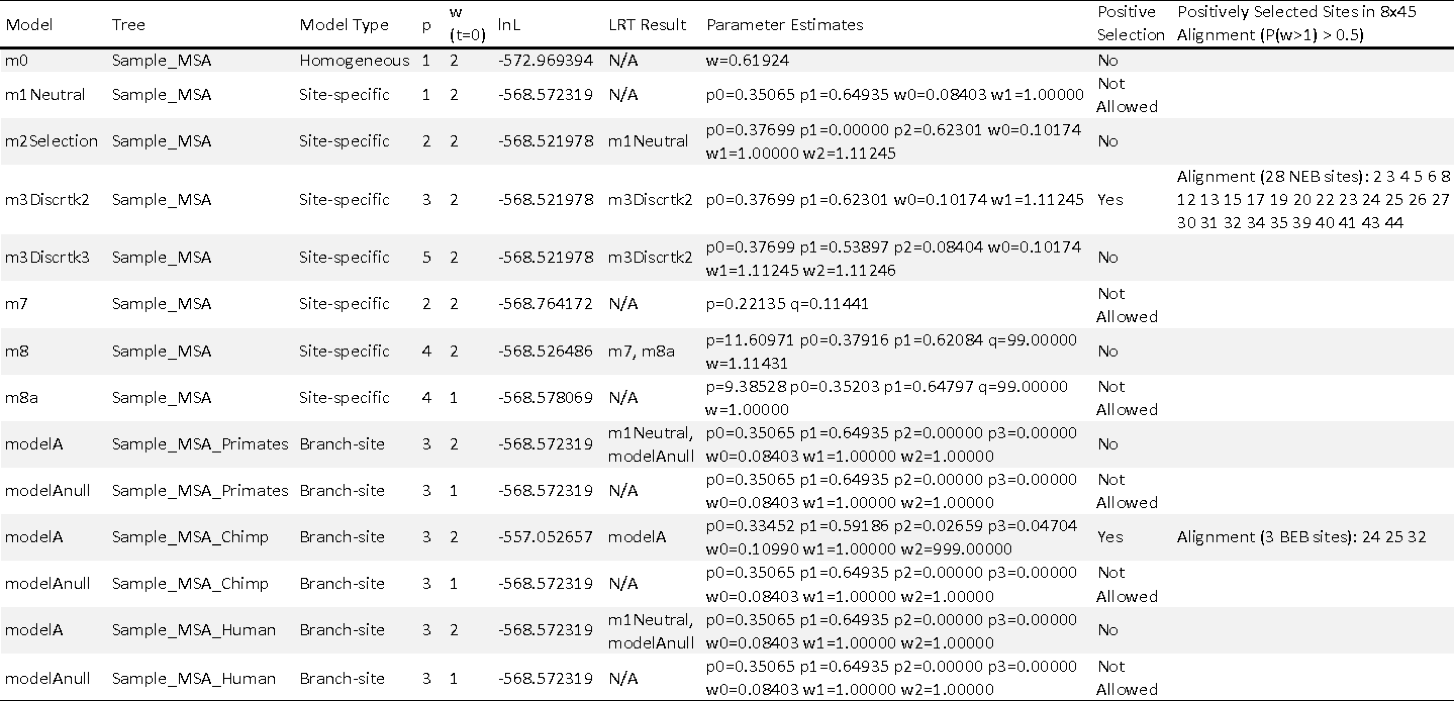 Model Tree Model Type p w (t=0) lnL LRT Result Parameter Estimates Positive Selection Positively Selected Sites in 8x45 Alignment (P(w>1) > 0.5)
m0 Sample_MSA Homogeneous 1 2 -572.969394 N/A w=0.61924 No
m1Neutral Sample_MSA Site-specific 1 2 -568.572319 N/A p0=0.35065 p1=0.64935 w0=0.08403 w1=1.00000 Not Allowed
m2Selection Sample_MSA Site-specific 2 2 -568.521978 m1Neutral p0=0.37699 p1=0.00000 p2=0.62301 w0=0.10174
w1=1.00000 w2=1.11245 No
m3Discrtk2 Sample_MSA Site-specific 3 2 -568.521978 m3Discrtk2 p0=0.37699 p1=0.62301 w0=0.10174 w1=1.11245 Yes
Alignment (28 NEB sites): 2 3 4 5 6 8
12 13 15 17 19 20 22 23 24 25 26 27
30 31 32 34 35 39 40 41 43 44
m3Discrtk3 Sample_MSA Site-specific 5 2 -568.521978 m3Discrtk2 p0=0.37699 p1=0.53897 p2=0.08404 w0=0.10174
w1=1.11245 w2=1.11246 No
m7 Sample_MSA Site-specific 2 2 -568.764172 N/A p=0.22135 q=0.11441 Not Allowed
m8 Sample_MSA Site-specific 4 2 -568.526486 m7, m8a p=11.60971 p0=0.37916 p1=0.62084 q=99.00000
w=1.11431 No
m8a Sample_MSA Site-specific 4 1 -568.578069 N/A p=9.38528 p0=0.35203 p1=0.64797 q=99.00000
w=1.00000 Not Allowed
modelA Sample_MSA_Primates Branch-site 3 2 -568.572319 m1Neutral, modelAnull p0=0.35065 p1=0.64935 p2=0.00000 p3=0.00000
w0=0.08403 w1=1.00000 w2=1.00000 No
modelAnull Sample_MSA_Primates Branch-site 3 1 -568.572319 N/A p0=0.35065 p1=0.64935 p2=0.00000 p3=0.00000
w0=0.08403 w1=1.00000 w2=1.00000 Not Allowed
modelA Sample_MSA_Chimp Branch-site 3 2 -557.052657 modelA p0=0.33452 p1=0.59186 p2=0.02659 p3=0.04704
w0=0.10990 w1=1.00000 w2=999.00000 Yes Alignment (3 BEB sites): 24 25 32
modelAnull Sample_MSA_Chimp Branch-site 3 1 -568.572319 N/A p0=0.35065 p1=0.64935 p2=0.00000 p3=0.00000
w0=0.08403 w1=1.00000 w2=1.00000 Not Allowed
modelA Sample_MSA_Human Branch-site 3 2 -568.572319 m1Neutral, modelAnull p0=0.35065 p1=0.64935 p2=0.00000 p3=0.00000
w0=0.08403 w1=1.00000 w2=1.00000 No
modelAnull Sample_MSA_Human Branch-site 3 1 -568.572319 N/A p0=0.35065 p1=0.64935 p2=0.00000 p3=0.00000
w0=0.08403 w1=1.00000 w2=1.00000 Not Allowed